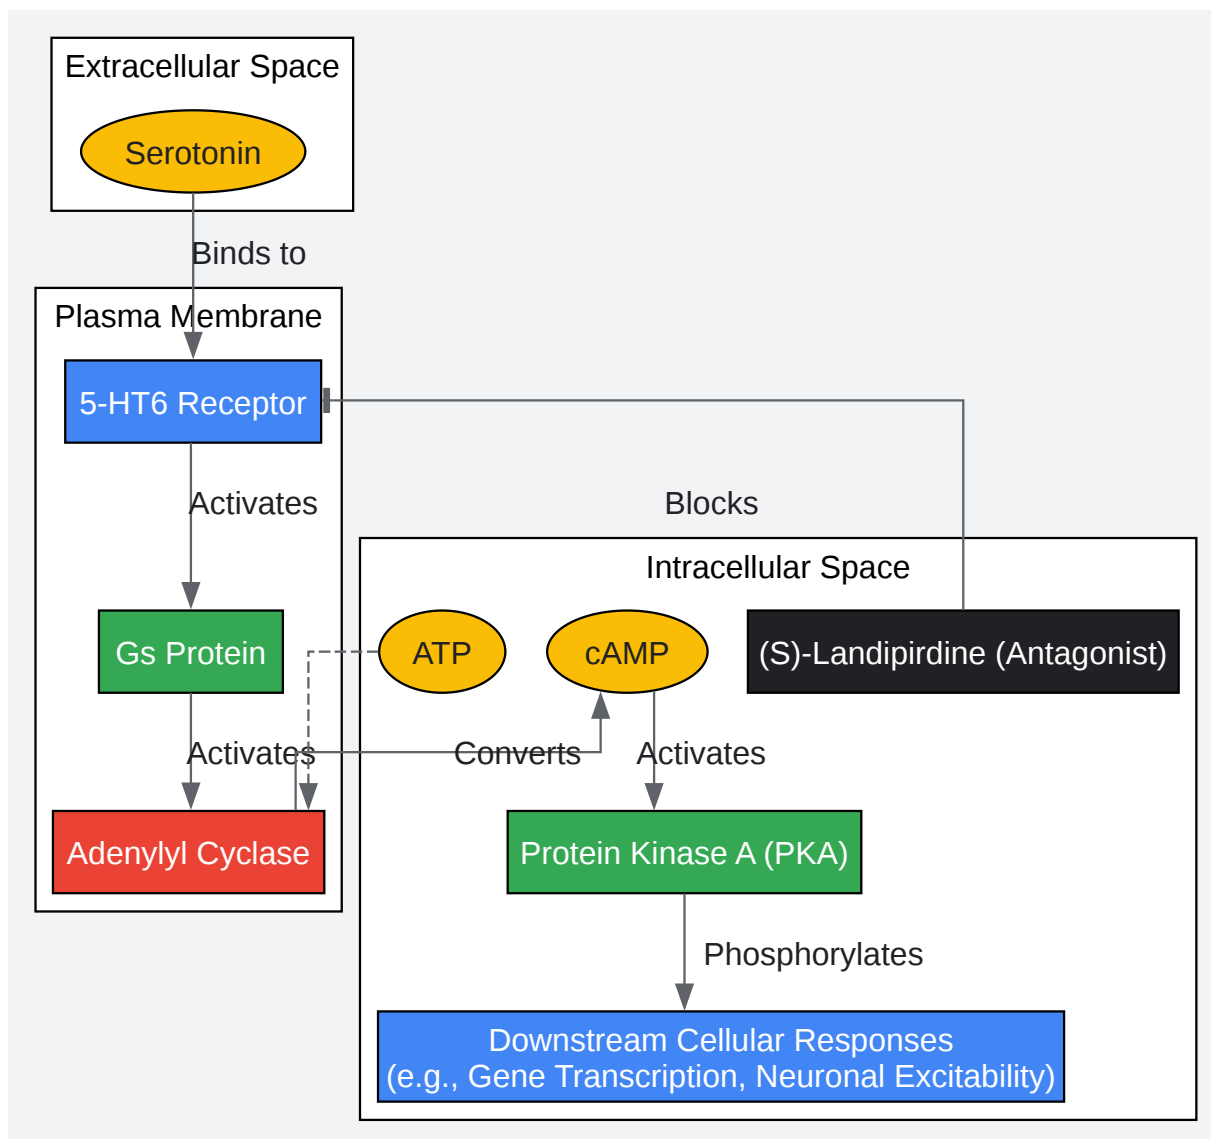 Extracellular Space
Serotonin
Binds to
Plasma Membrane
5-HT6 Receptor
Activates
Blocks
Intracellular Space
Gs Protein
ATP
cAMP
(S)-Landipirdine (Antagonist)
Activates
Converts
Activates
Adenylyl Cyclase
Protein Kinase A (PKA)
Phosphorylates
Downstream Cellular Responses
(e.g., Gene Transcription, Neuronal Excitability)